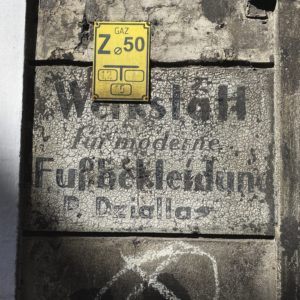 GAZ
Z ø 50
Werkstatt
für moderne
Fußbekleidung
P. Dziallas